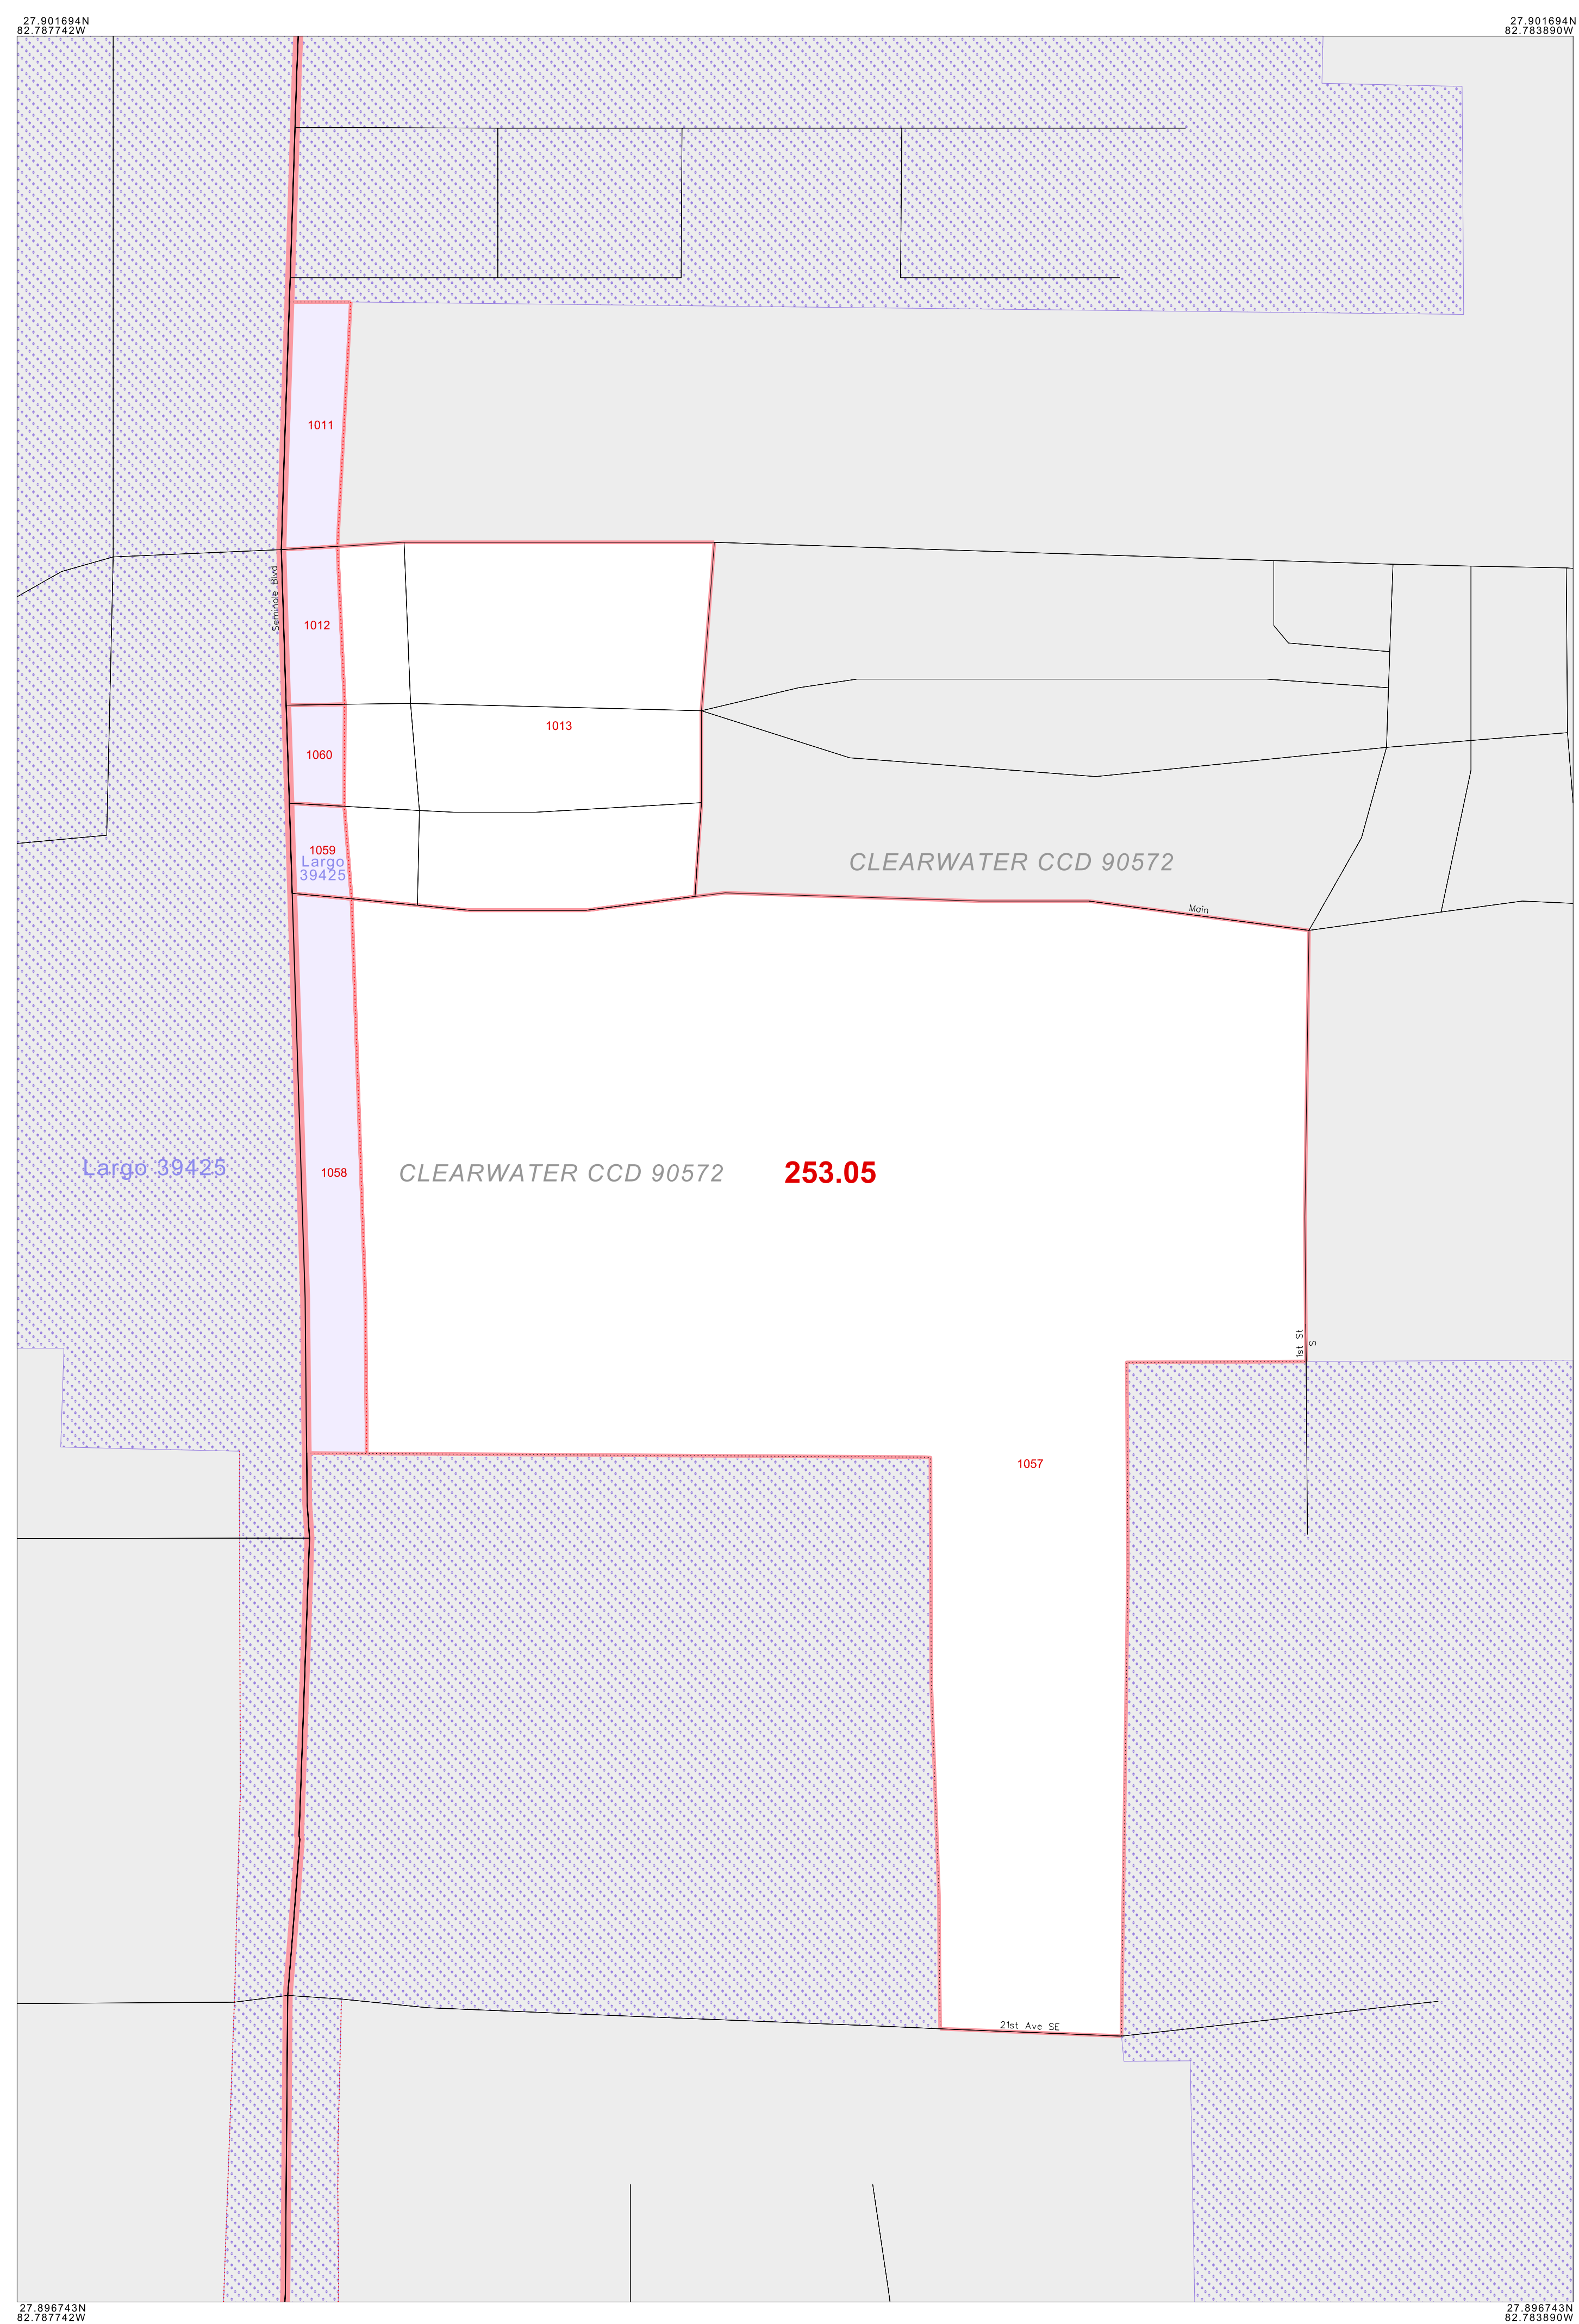 27.901694N
82.787742W
27.901694N
82.783890W
1011
Seminole Blvd
1012
1013
1060
1059
Largo
39425
CLEARWATER CCD 90572
Main
Largo 39425
1058
CLEARWATER CCD 90572
253.05
1st St
S
1057
21st Ave SE
27.896743N
82.787742W
27.896743N
82.783890W